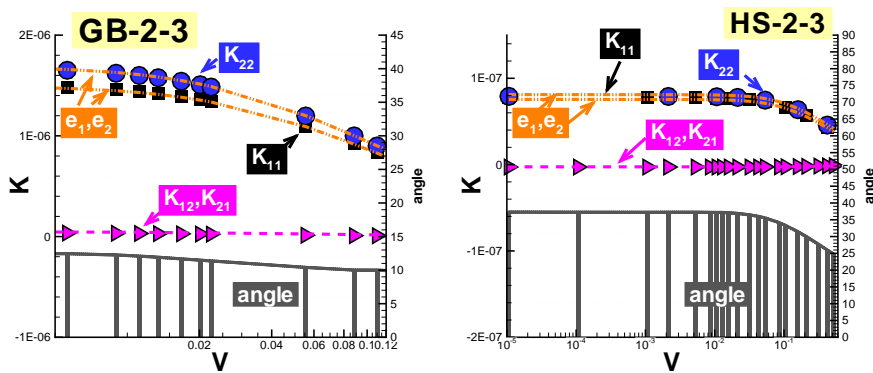 GB-2-3
2E-06
1E-06
0
-1E-06
K
45
40
35
30
25
20
15
10
5
0
angle
K22
e1,e2
K11
K12,K21
angle
0.02
0.04
0.06
0.08
0.10
0.12
V
HS-2-3
1E-07
0
-1E-07
-2E-07
K
90
85
80
75
70
65
60
55
50
45
40
35
30
25
20
15
10
5
0
angle
K11
K22
e1,e2
K12,K21
angle
10^-5
10^-4
10^-3
10^-2
10^-1
V